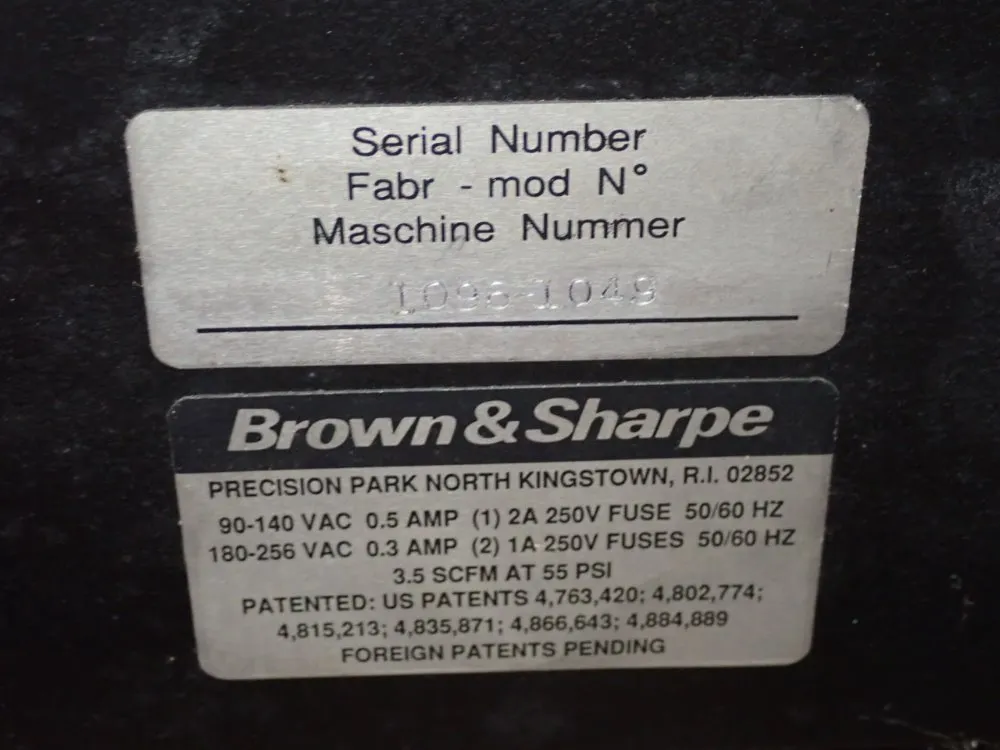 Serial Number
Fabr - mod N°
Maschine Nummer
1096-1049
Brown & Sharpe
PRECISION PARK NORTH KINGSTOWN, R.I. 02852
90-140 VAC 0.5 AMP (1) 2A 250V FUSE 50/60 HZ
180-256 VAC 0.3 AMP (2) 1A 250V FUSES 50/60 HZ
3.5 SCFM AT 55 PSI
PATENTED: US PATENTS 4,763,420; 4,802,774;
4,815,213; 4,835,871; 4,866,643; 4,884,889
FOREIGN PATENTS PENDING